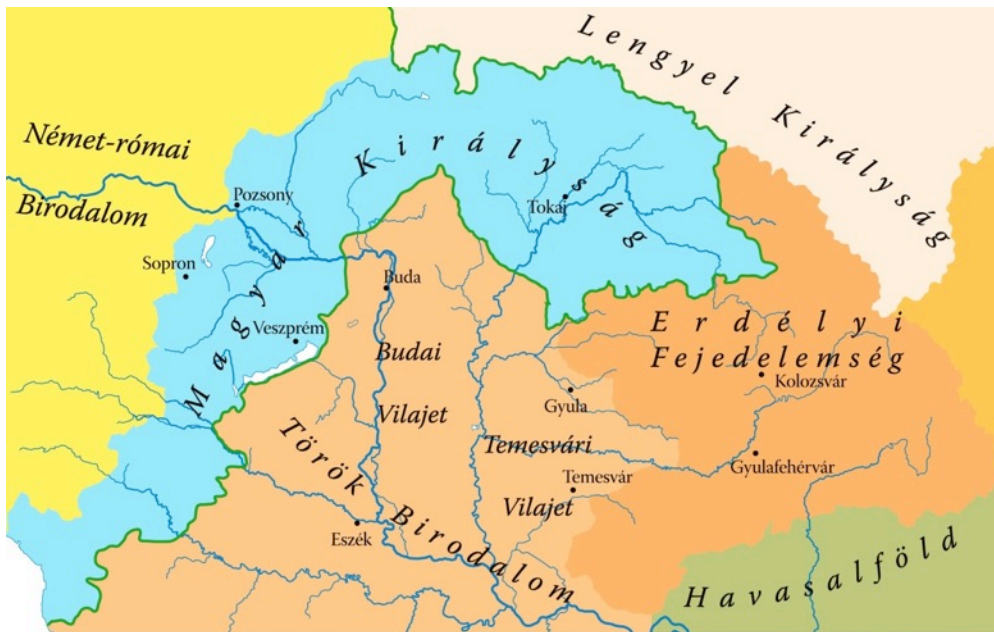 Lengyel Királyság
Német-római
Birodalom
Magyar Királyság
Pozsony
Tokaj
Sopron
Buda
Veszprém
Erdélyi
Fejedelemség
Budai
Vilajet
Kolozsvár
Gyula
Török Birodalom
Temesvári
Vilajet
Gyulafehérvár
Temesvár
Eszék
Havasalföld